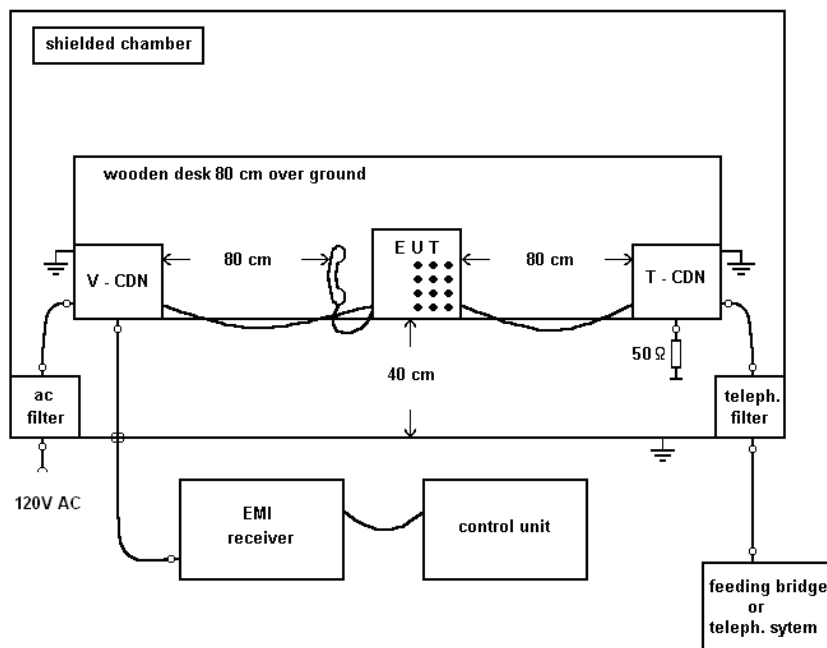 shielded chamber
wooden desk 80 cm over ground
V - CDN
80 cm
E U T
80 cm
T - CDN
50 Ω
40 cm
ac
filter
teleph.
filter
120V AC
EMI
receiver
control unit
feeding bridge
or
teleph. sytem